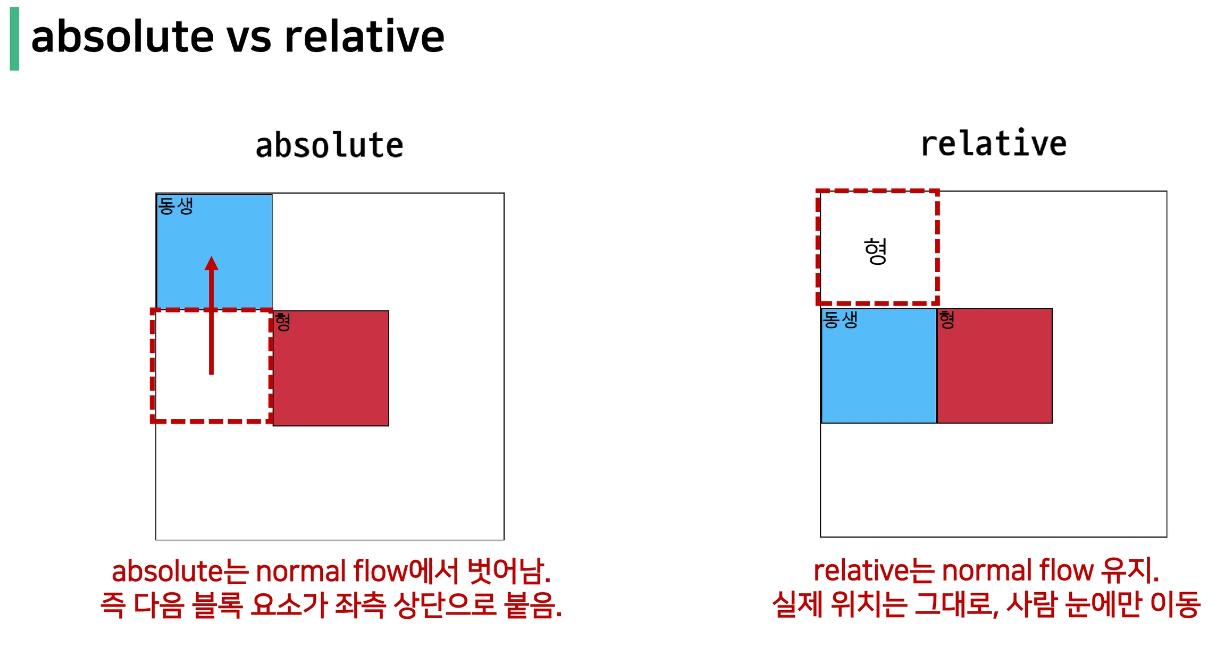 absolute vs relative
absolute
동생
형
absolute는 normal flow에서 벗어남.
즉 다음 블록 요소가 좌측 상단으로 붙음.
relative
형
동생
형
relative는 normal flow 유지.
실제 위치는 그대로, 사람 눈에만 이동